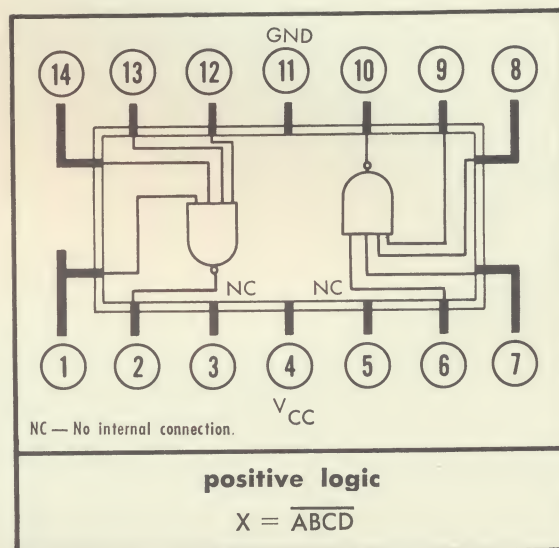 GND
14 13 12 11 10 9 8
NC NC
1 2 3 4 5 6 7
VCC
NC — No internal connection.
positive logic
X = \overline{ABCD}